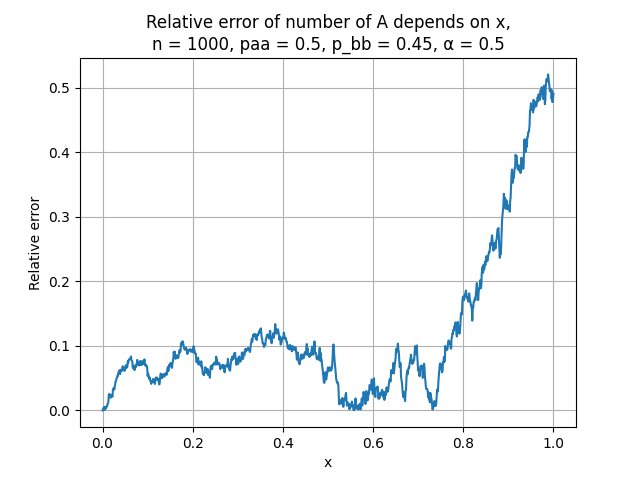 Relative error of number of A depends on x,
n = 1000, paa = 0.5, p_bb = 0.45, α = 0.5
0.5
0.4
0.3
0.2
0.1
0.0
Relative error
0.0 0.2 0.4 0.6 0.8 1.0
x